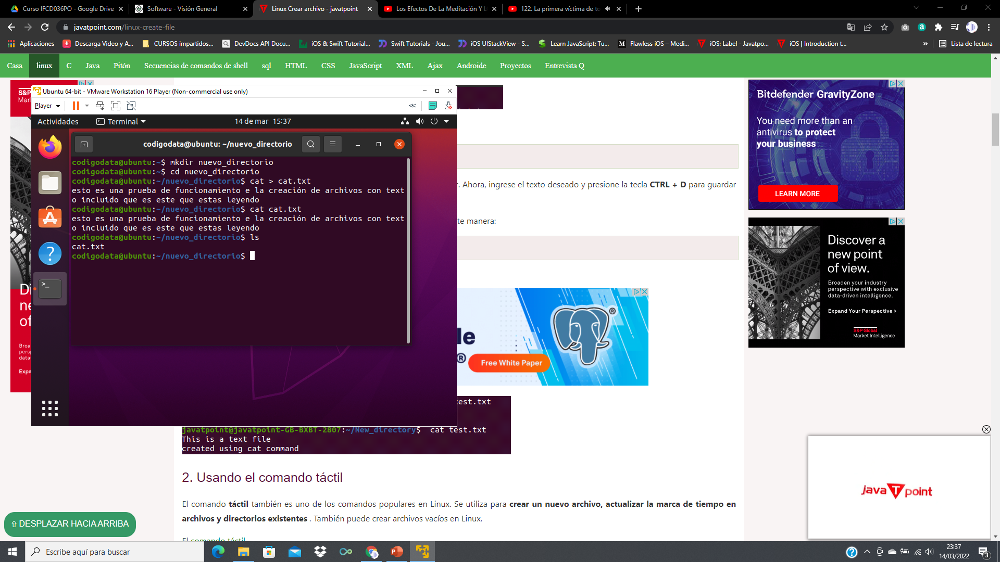 Curso IFCD036PO - Google Drive
Software - Visión General
Linux Crear archivo - javatpoint
Los Efectos De La Meditación Y L
122. La primera víctima de to
javatpoint.com/linux-create-file
Aplicaciones
Descarga Video y A...
CURSOS impartidos...
DevDocs API Docu...
iOS & Swift Tutorial...
Swift Tutorials - Jou...
iOS UIStackView - S...
Learn JavaScript: Tu...
Flawless iOS – Medi...
iOS: Label - Javatpo...
iOS | Introduction t...
»
Lista de lectura
Casa
linux
C
Java
Pitón
Secuencias de comandos de shell
sql
HTML
CSS
JavaScript
XML
Ajax
Androide
Proyectos
Entrevista Q
S&P
Mar
Ubuntu 64-bit - VMware Workstation 16 Player (Non-commercial use only)
Player
Actividades
Terminal
14 de mar 15:37
codigodata@ubuntu: ~/nuevo_directorio
codigodata@ubuntu:~$ mkdir nuevo_directorio
codigodata@ubuntu:~$ cd nuevo_directorio
codigodata@ubuntu:~/nuevo_directorio$ cat > cat.txt
esto es una prueba de funcionamiento e la creación de archivos con text
o incluido que es este que estas leyendo
codigodata@ubuntu:~/nuevo_directorio$ cat cat.txt
esto es una prueba de funcionamiento e la creación de archivos con text
o incluido que es este que estas leyendo
codigodata@ubuntu:~/nuevo_directorio$ ls
cat.txt
codigodata@ubuntu:~/nuevo_directorio$
r. Ahora, ingrese el texto deseado y presione la tecla CTRL + D para guardar
te manera:
Di
ne
of
Broa
pers
data
Expa
le
®
Free White Paper
®
Bitdefender GravityZone
You need more than an
antivirus to protect
your business
LEARN MORE
Discover a
new point
of view.
Broaden your industry
perspective with exclusive
data-driven intelligence.
Expand Your Perspective >
S&P Global
Market Intelligence
est.txt
javatpoint@javatpoint-GB-BXBT-2807:~/New_directory$ cat test.txt
This is a text file
created using cat command
2. Usando el comando táctil
El comando táctil también es uno de los comandos populares en Linux. Se utiliza para crear un nuevo archivo, actualizar la marca de tiempo en
archivos y directorios existentes . También puede crear archivos vacíos en Linux.
El comando táctil
⇧ DESPLAZAR HACIA ARRIBA
java T point
Escribe aquí para buscar
23:37
14/03/2022
3